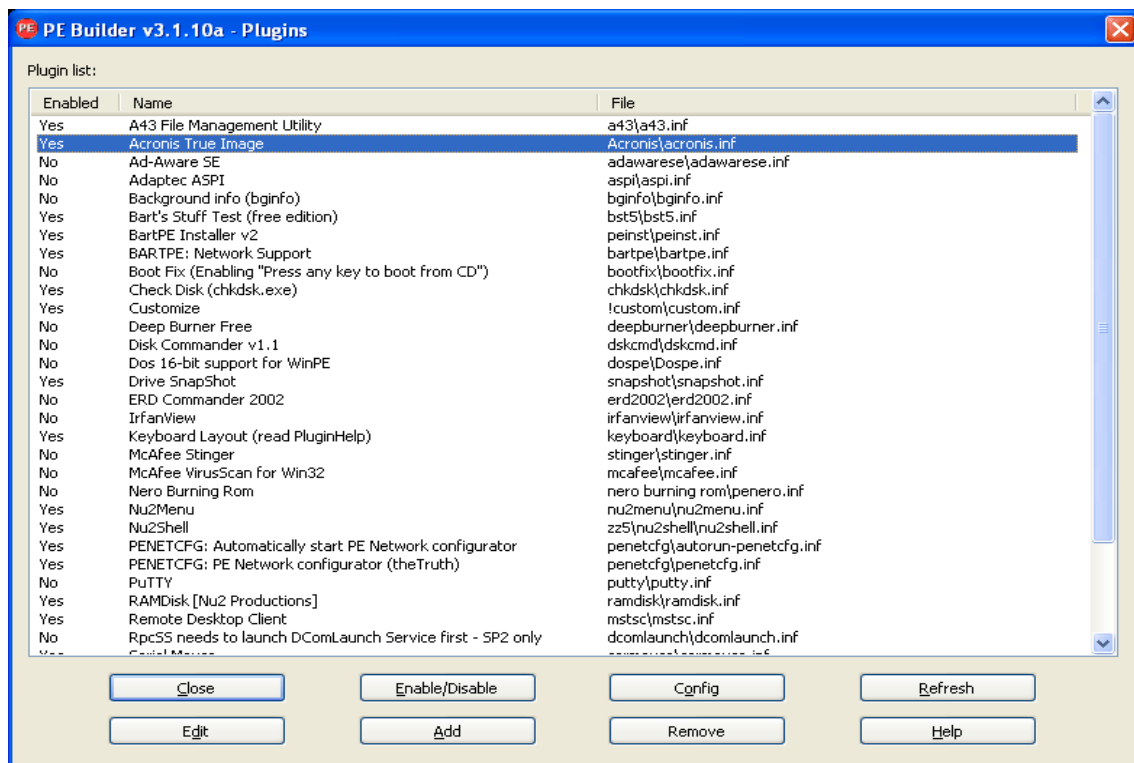 PE Builder v3.1.10a - Plugins
Plugin list:
Enabled Name File
Yes A43 File Management Utility a43\a43.inf
Yes Acronis True Image Acronis\acronis.inf
No Ad-Aware SE adawarese\adawarese.inf
No Adaptec ASPI aspi\aspi.inf
No Background info (bginfo) bginfo\bginfo.inf
Yes Bart's Stuff Test (free edition) bst5\bst5.inf
Yes BartPE Installer v2 peinst\peinst.inf
Yes BARTPE: Network Support bartpe\bartpe.inf
No Boot Fix (Enabling "Press any key to boot from CD") bootfix\bootfix.inf
Yes Check Disk (chkdsk.exe) chkdsk\chkdsk.inf
Yes Customize !custom\custom.inf
No Deep Burner Free deepburner\deepburner.inf
No Disk Commander v1.1 dskcmd\dskcmd.inf
No Dos 16-bit support for WinPE dospe\Dospe.inf
Yes Drive SnapShot snapshot\snapshot.inf
No ERD Commander 2002 erd2002\erd2002.inf
No IrfanView irfanview\irfanview.inf
Yes Keyboard Layout (read PluginHelp) keyboard\keyboard.inf
No McAfee Stinger stinger\stinger.inf
No McAfee VirusScan for Win32 mcafee\mcafee.inf
No Nero Burning Rom nero burning rom\penero.inf
Yes Nu2Menu nu2menu\nu2menu.inf
Yes Nu2Shell zz5\nu2shell\nu2shell.inf
Yes PENETCFG: Automatically start PE Network configurator penetcfg\autorun-penetcfg.inf
Yes PENETCFG: PE Network configurator (theTruth) penetcfg\penetcfg.inf
No PuTTY putty\putty.inf
Yes RAMDisk [Nu2 Productions] ramdisk\ramdisk.inf
Yes Remote Desktop Client mstsc\mstsc.inf
No RpcSS needs to launch DComLaunch Service first - SP2 only dcomlaunch\dcomlaunch.inf
Close Enable/Disable Config Refresh
Edit Add Remove Help